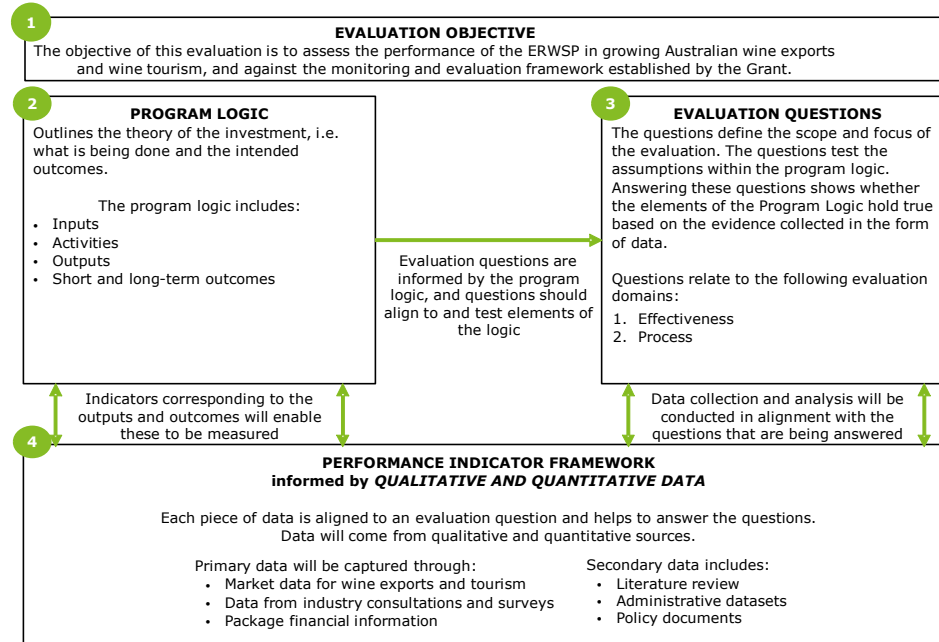 1
EVALUATION OBJECTIVE
The objective of this evaluation is to assess the performance of the ERWSP in growing Australian wine exports
and wine tourism, and against the monitoring and evaluation framework established by the Grant.
2
PROGRAM LOGIC
Outlines the theory of the investment, i.e.
what is being done and the intended
outcomes.
The program logic includes:
• Inputs
• Activities
• Outputs
• Short and long-term outcomes
Evaluation questions are
informed by the program
logic, and questions should
align to and test elements of
the logic
3
EVALUATION QUESTIONS
The questions define the scope and focus of
the evaluation. The questions test the
assumptions within the program logic.
Answering these questions shows whether
the elements of the Program Logic hold true
based on the evidence collected in the form
of data.
Questions relate to the following evaluation
domains:
1. Effectiveness
2. Process
Indicators corresponding to the
outputs and outcomes will enable
these to be measured
Data collection and analysis will be
conducted in alignment with the
questions that are being answered
4
PERFORMANCE INDICATOR FRAMEWORK
informed by QUALITATIVE AND QUANTITATIVE DATA
Each piece of data is aligned to an evaluation question and helps to answer the questions.
Data will come from qualitative and quantitative sources.
Primary data will be captured through:
• Market data for wine exports and tourism
• Data from industry consultations and surveys
• Package financial information
Secondary data includes:
• Literature review
• Administrative datasets
• Policy documents